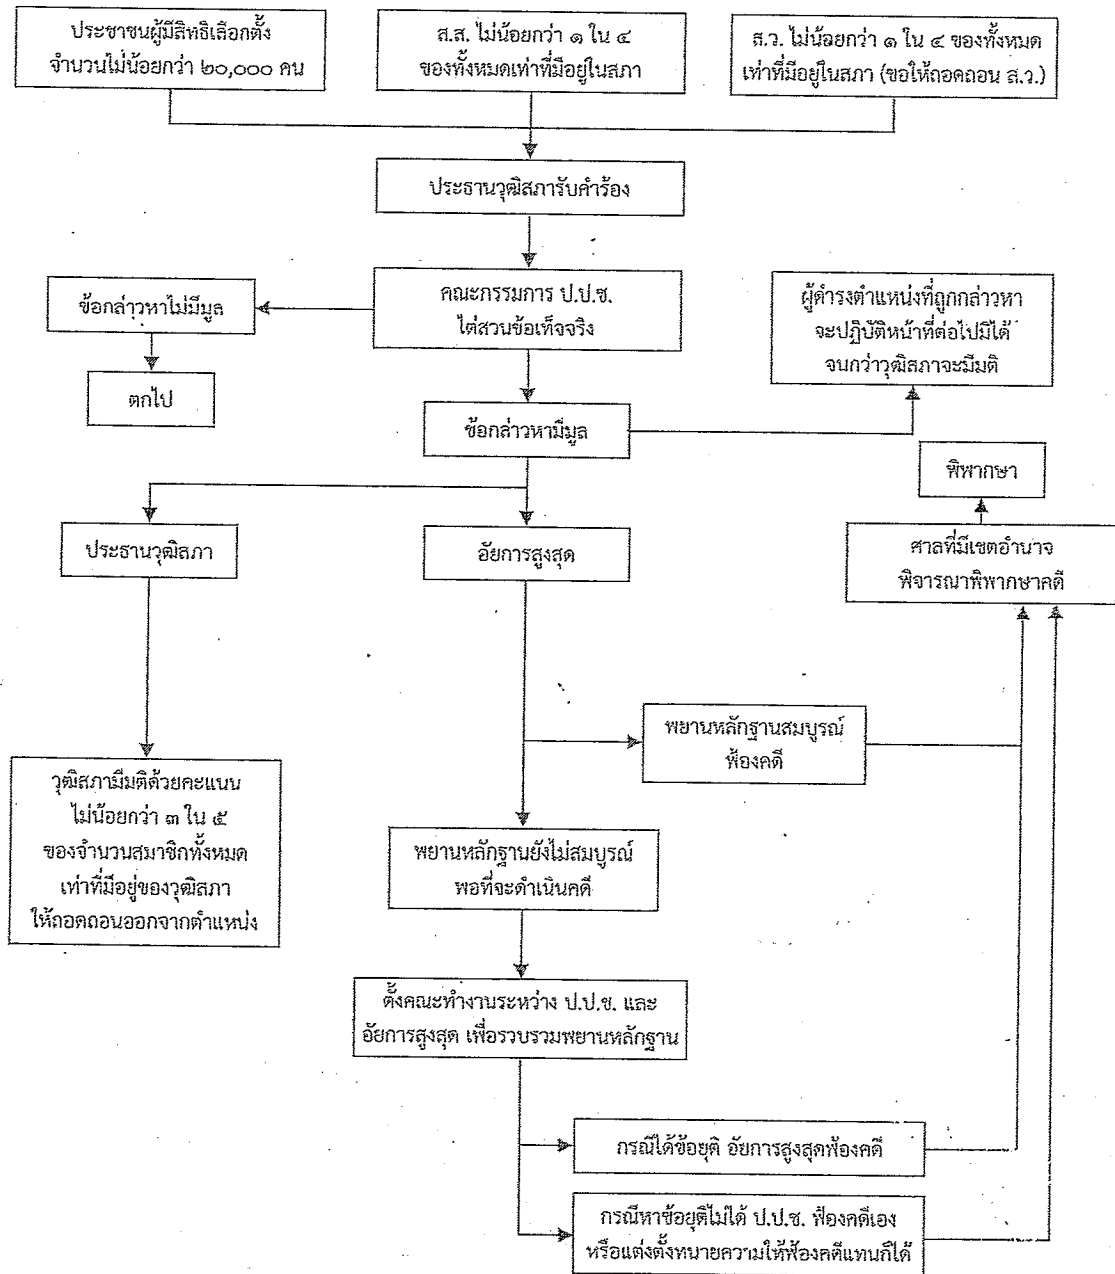 ประชาชนผู้มีสิทธิเลือกตั้ง
จำนวนไม่น้อยกว่า ๒๐,๐๐๐ คน
ส.ส. ไม่น้อยกว่า ๑ ใน ๔
ของทั้งหมดเท่าที่มีอยู่ในสภา
ส.ว. ไม่น้อยกว่า ๑ ใน ๔ ของทั้งหมด
เท่าที่มีอยู่ในสภา (ขอให้ถอดถอน ส.ว.)
ประธานวุฒิสภารับคำร้อง
ข้อกล่าวหาไม่มีมูล
คณะกรรมการ ป.ป.ช.
ไต่สวนข้อเท็จจริง
ผู้ดำรงตำแหน่งที่ถูกกล่าวหา
จะปฏิบัติหน้าที่ต่อไปมิได้
จนกว่าวุฒิสภาจะมีมติ
ตกไป
ข้อกล่าวหามีมูล
พิพากษา
ประธานวุฒิสภา
อัยการสูงสุด
ศาลที่มีเขตอำนาจ
พิจารณาพิพากษาคดี
พยานหลักฐานสมบูรณ์
ฟ้องคดี
วุฒิสภามีมติด้วยคะแนน
ไม่น้อยกว่า ๓ ใน ๕
ของจำนวนสมาชิกทั้งหมด
เท่าที่มีอยู่ของวุฒิสภา
ให้ถอดถอนออกจากตำแหน่ง
พยานหลักฐานยังไม่สมบูรณ์
พอที่จะดำเนินคดี
ตั้งคณะทำงานระหว่าง ป.ป.ช. และ
อัยการสูงสุด เพื่อรวบรวมพยานหลักฐาน
กรณีได้ข้อยุติ อัยการสูงสุดฟ้องคดี
กรณีหาข้อยุติไม่ได้ ป.ป.ช. ฟ้องคดีเอง
หรือแต่งตั้งทนายความให้ฟ้องคดีแทนก็ได้